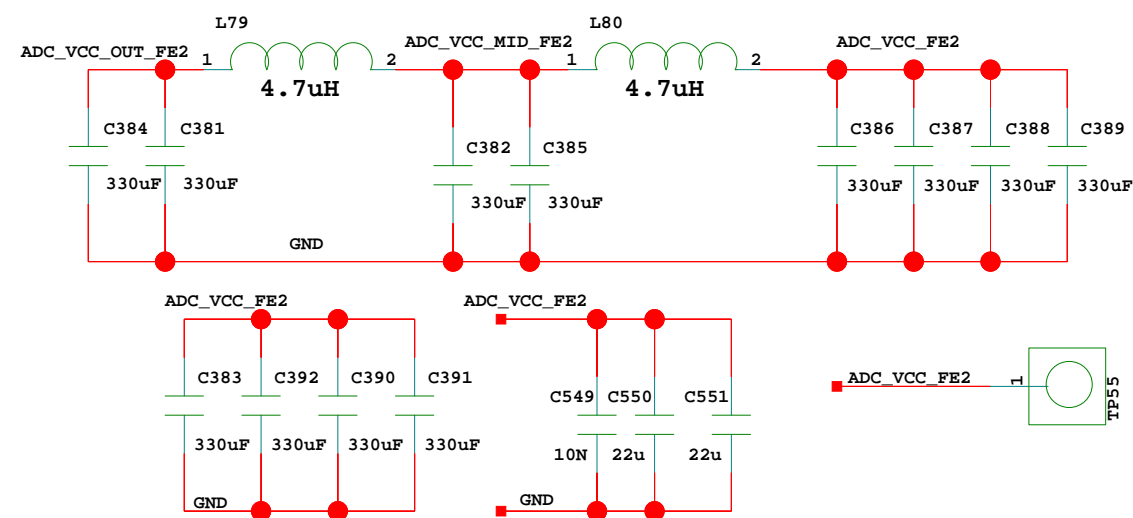 L79 L80
ADC_VCC_OUT_FE2 ADC_VCC_MID_FE2 ADC_VCC_FE2
1 2 1 2
4.7uH 4.7uH
C384 C381 C386 C387 C388 C389
C382 C385
330uF 330uF 330uF 330uF 330uF 330uF
330uF 330uF
GND
ADC_VCC_FE2 ADC_VCC_FE2
C383 C392 C390 C391 ADC_VCC_FE2 1
C549 C550 C551 TP55
330uF 330uF 330uF 330uF
10N 22u 22u
GND GND